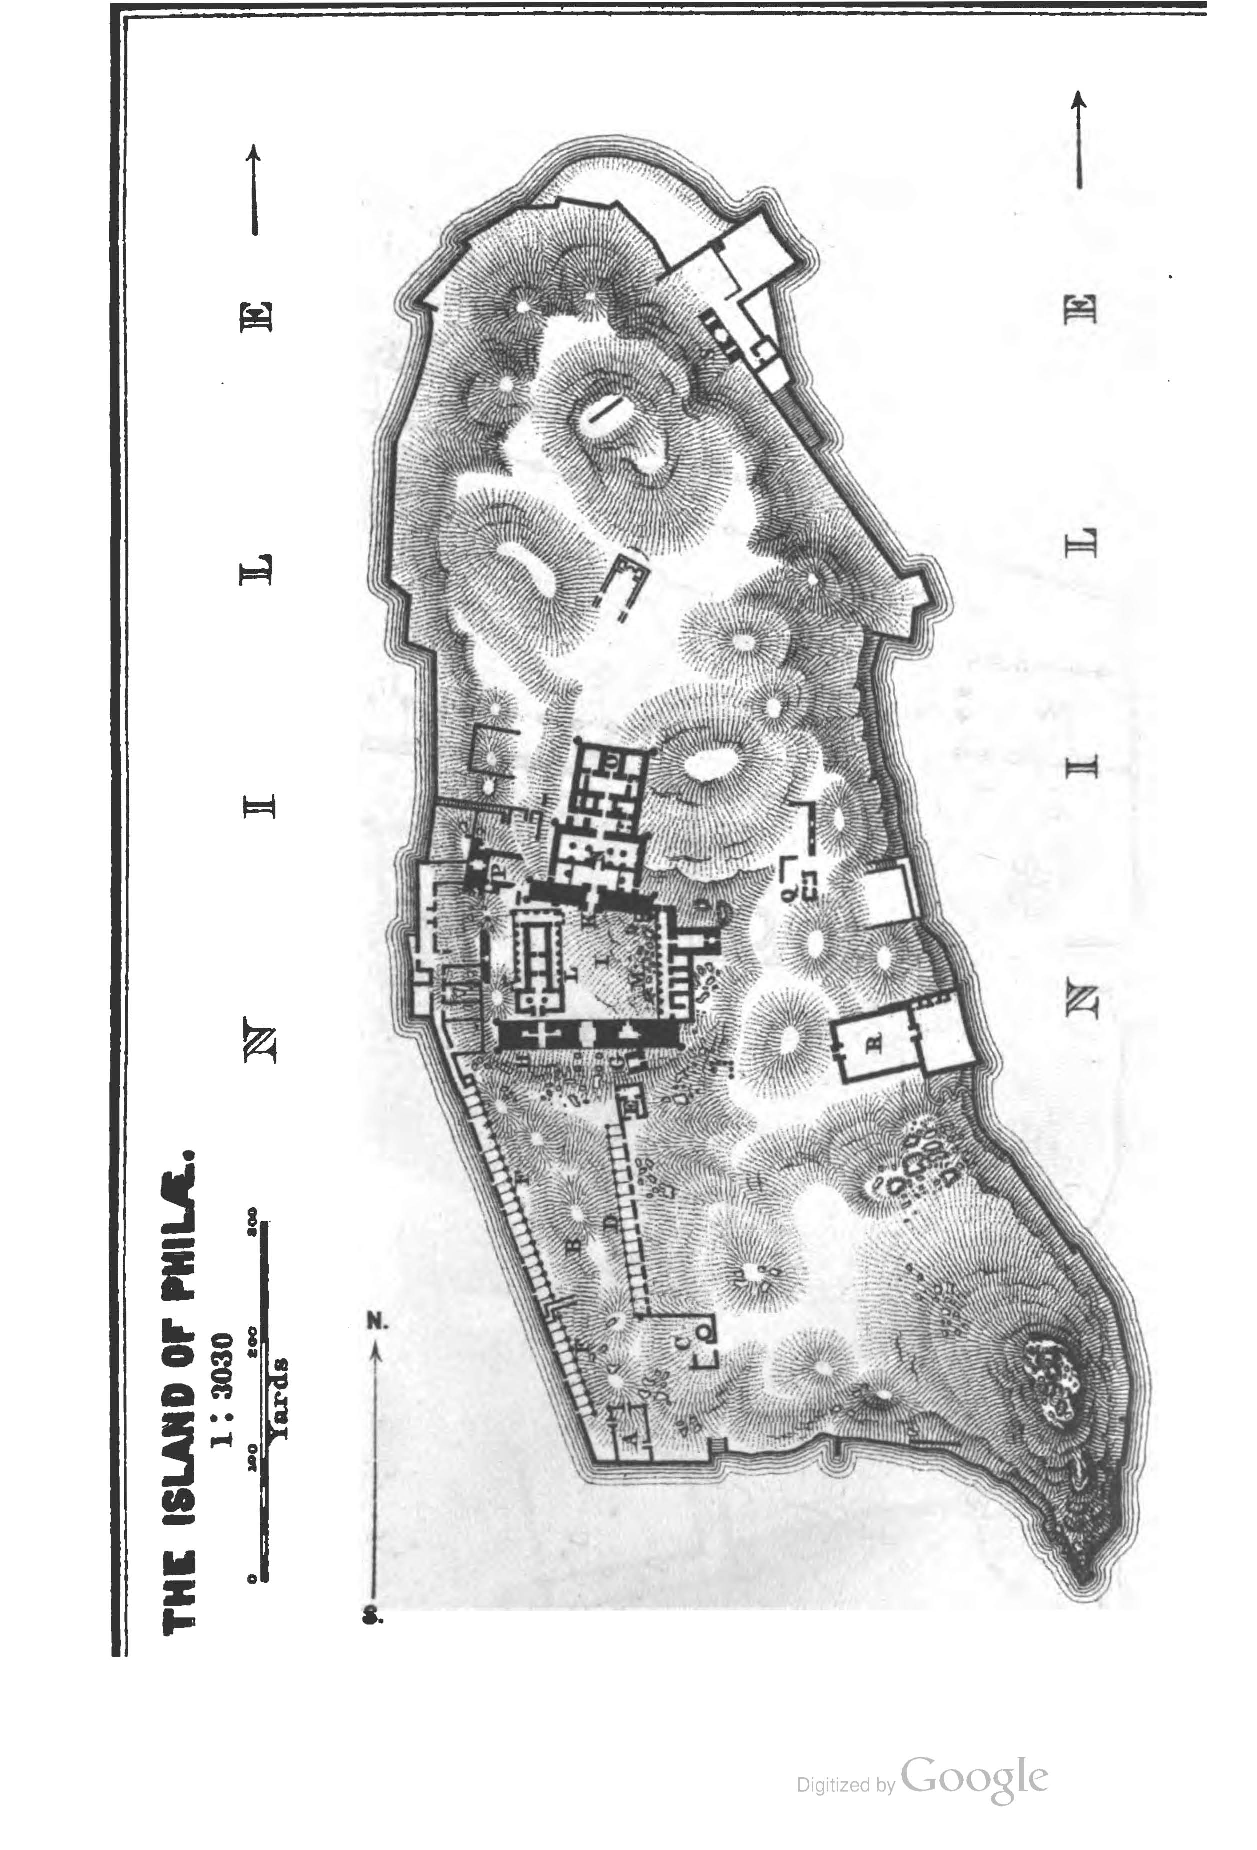 THE ISLAND OF PHILÆ.
1 : 3030
0 100 200 300
Yards
N I L E
N I L E
N.
S.
A
B
C
D
E
F
F
G
H
I
K
L
M
N
O
P
Q
R
Digitized by Google